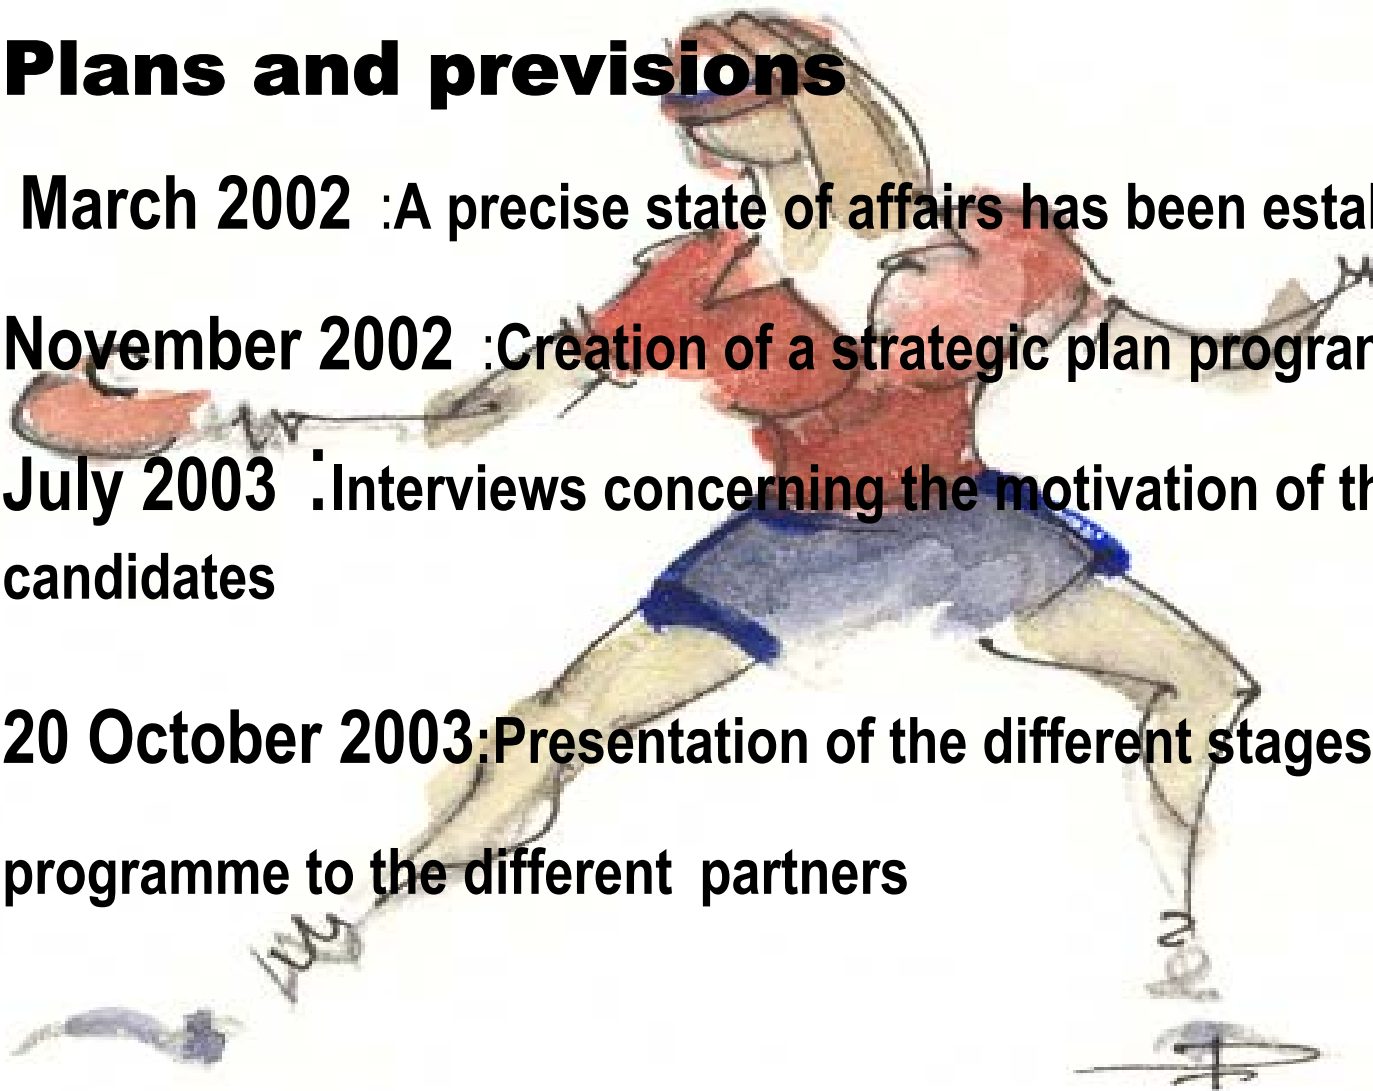 Plans and previsions
March 2002 :A precise state of affairs has been
November 2002 :Creation of a strategic plan
July 2003 :Interviews concerning the motivation of
candidates
20 October 2003:Presentation of the different stages
programme to the different partners